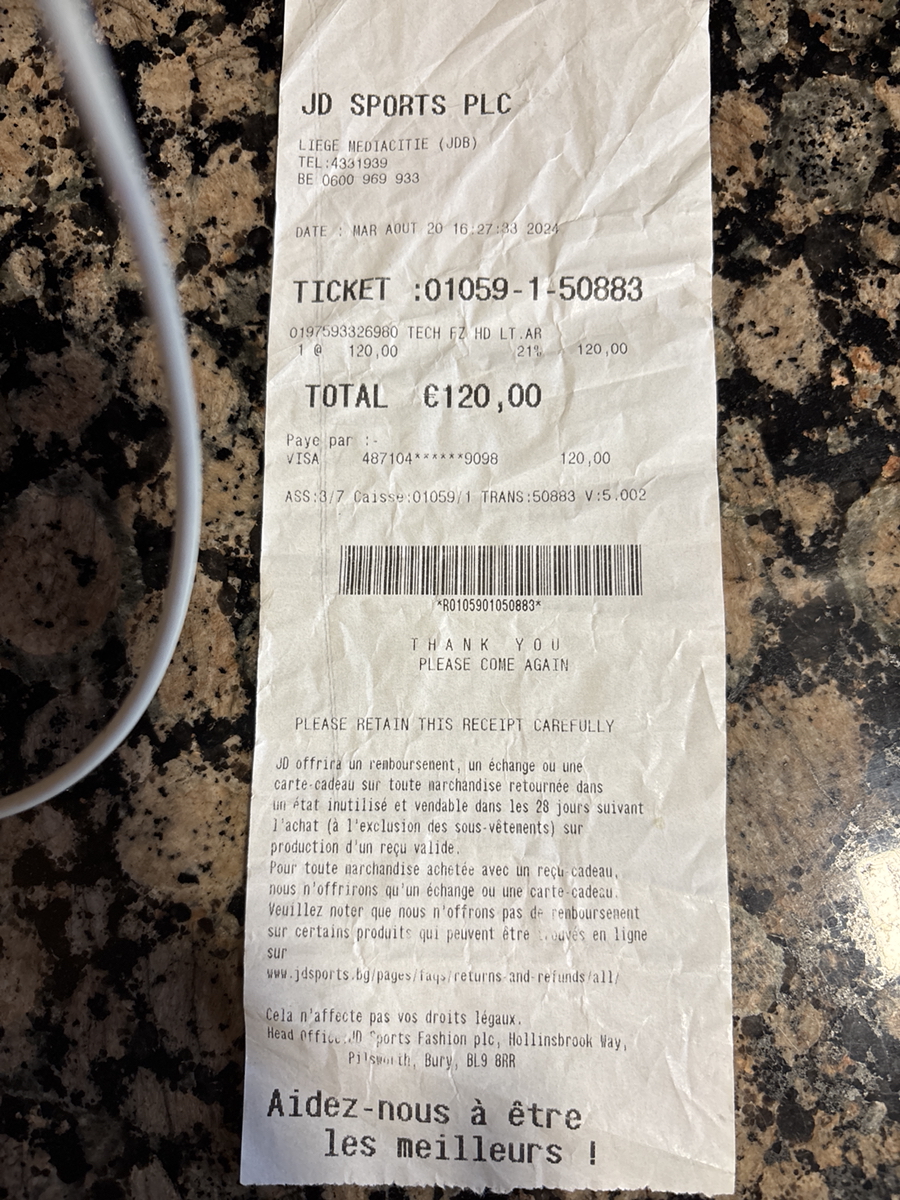 JD SPORTS PLC
LIEGE MEDIACITIE (JDB)
TEL:4331939
BE 0600 969 933
DATE : MAR AOUT 20 16:27:33 2024
TICKET :01059-1-50883
0197593326980 TECH FZ HD LT.AR
1 @ 120,00 21% 120,00
TOTAL €120,00
Paye par :-
VISA 487104******9098 120,00
ASS:3/7 Caisse:01059/1 TRANS:50883 V:5.002
*R0105901050883*
THANK YOU
PLEASE COME AGAIN
PLEASE RETAIN THIS RECEIPT CAREFULLY
JD offrira un remboursement, un échange ou une
carte-cadeau sur toute marchandise retournée dans
un état inutilisé et vendable dans les 28 jours suivant
l'achat (à l'exclusion des sous-vêtements) sur
production d'un reçu valide.
Pour toute marchandise achetée avec un reçu-cadeau,
nous n'offrirons qu'un échange ou une carte-cadeau.
Veuillez noter que nous n'offrons pas de remboursement
sur certains produits qui peuvent être trouvés en ligne
sur
www.jdsports.bg/pages/faqs/returns-and-refunds/all/
Cela n'affecte pas vos droits légaux.
Head Office:JD Sports Fashion plc, Hollinsbrook Way,
Pilsworth, Bury, BL9 8RR
Aidez-nous à être
les meilleurs !